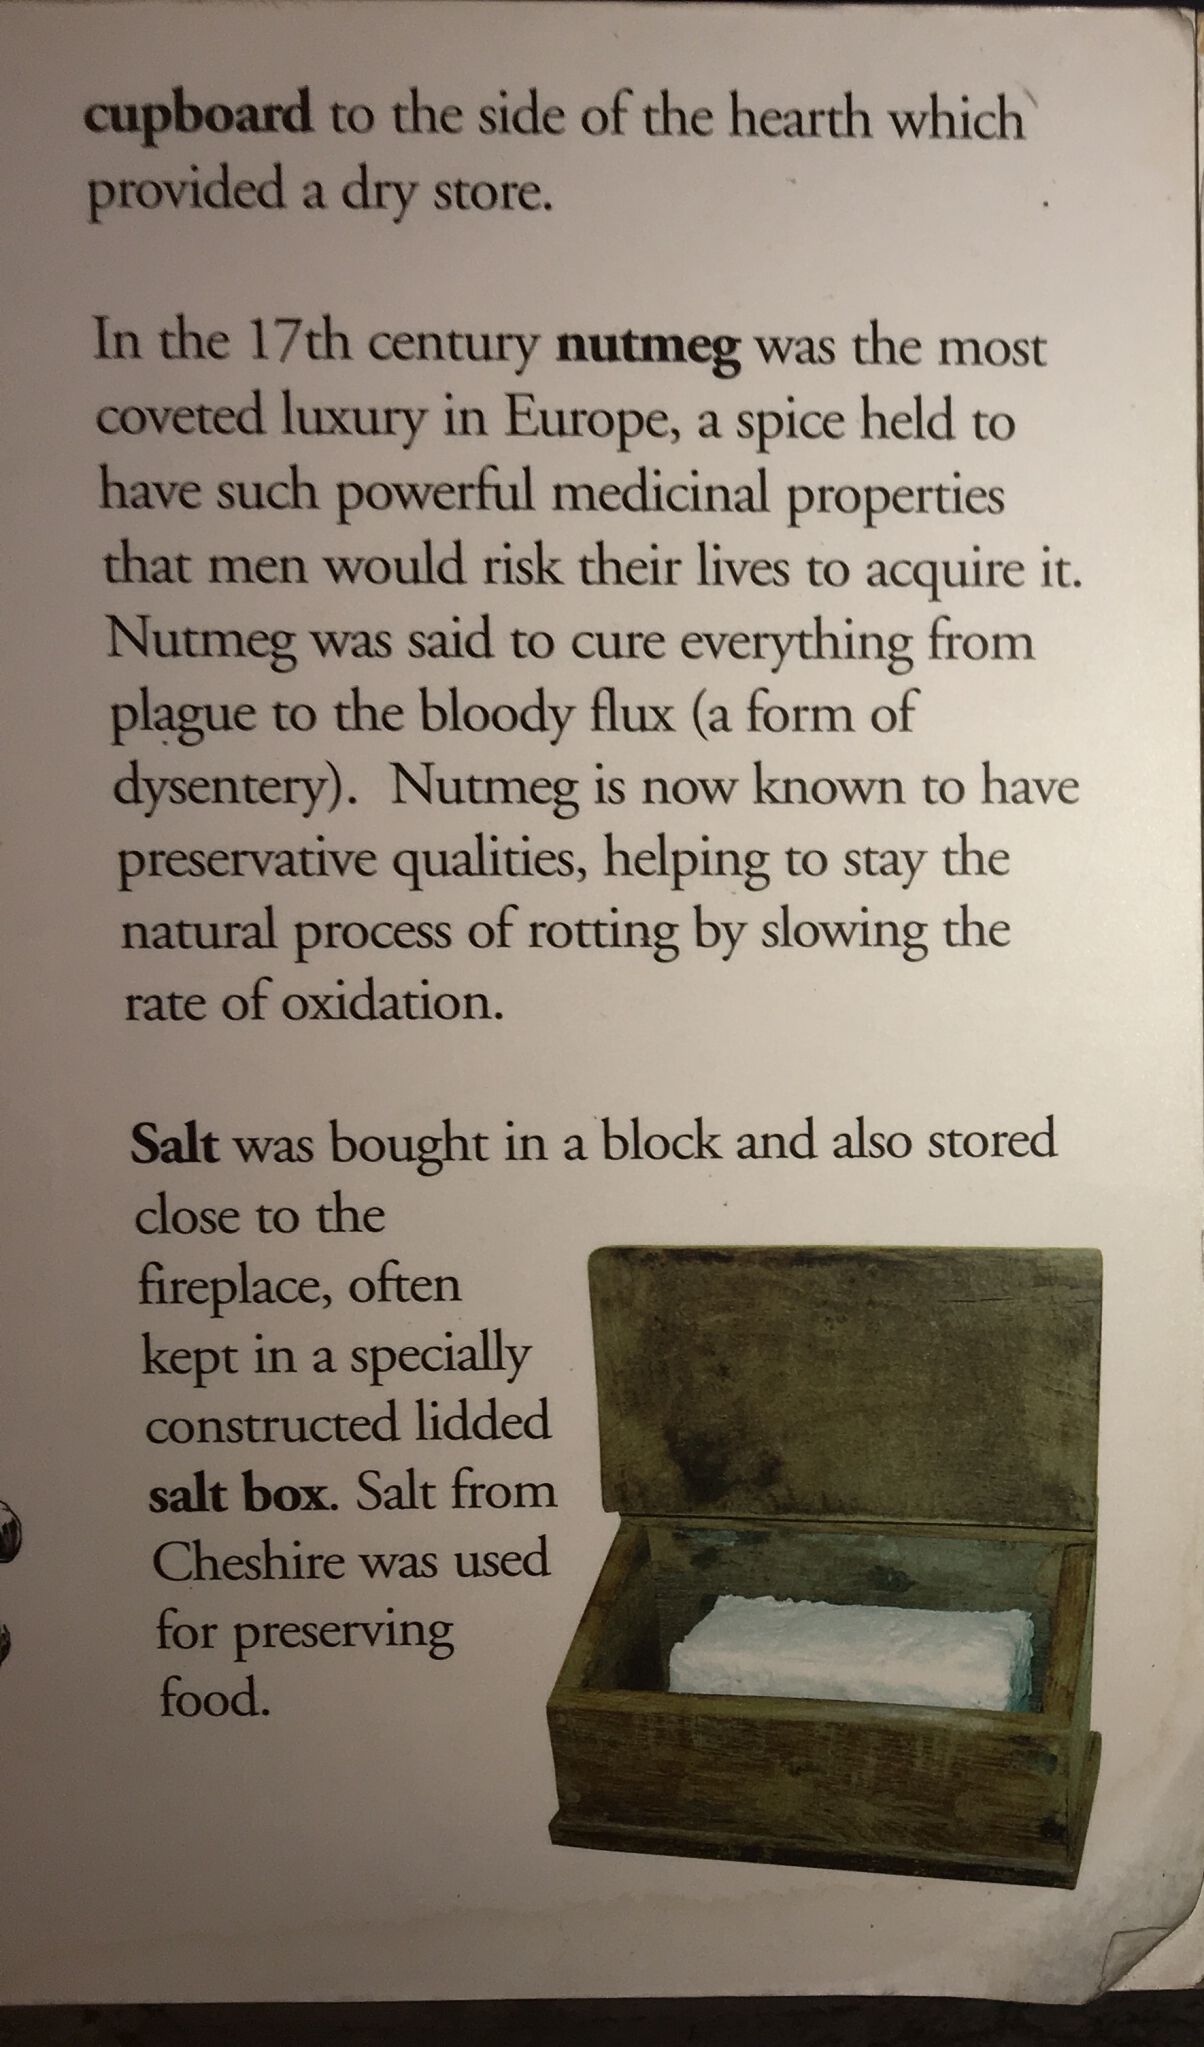 cupboard to the side of the hearth which
provided a dry store.
In the 17th century nutmeg was the most
coveted luxury in Europe, a spice held to
have such powerful medicinal properties
that men would risk their lives to acquire it.
Nutmeg was said to cure everything from
plague to the bloody flux (a form of
dysentery).  Nutmeg is now known to have
preservative qualities, helping to stay the
natural process of rotting by slowing the
rate of oxidation.
Salt was bought in a block and also stored
close to the
fireplace, often
kept in a specially
constructed lidded
salt box. Salt from
Cheshire was used
for preserving
food.